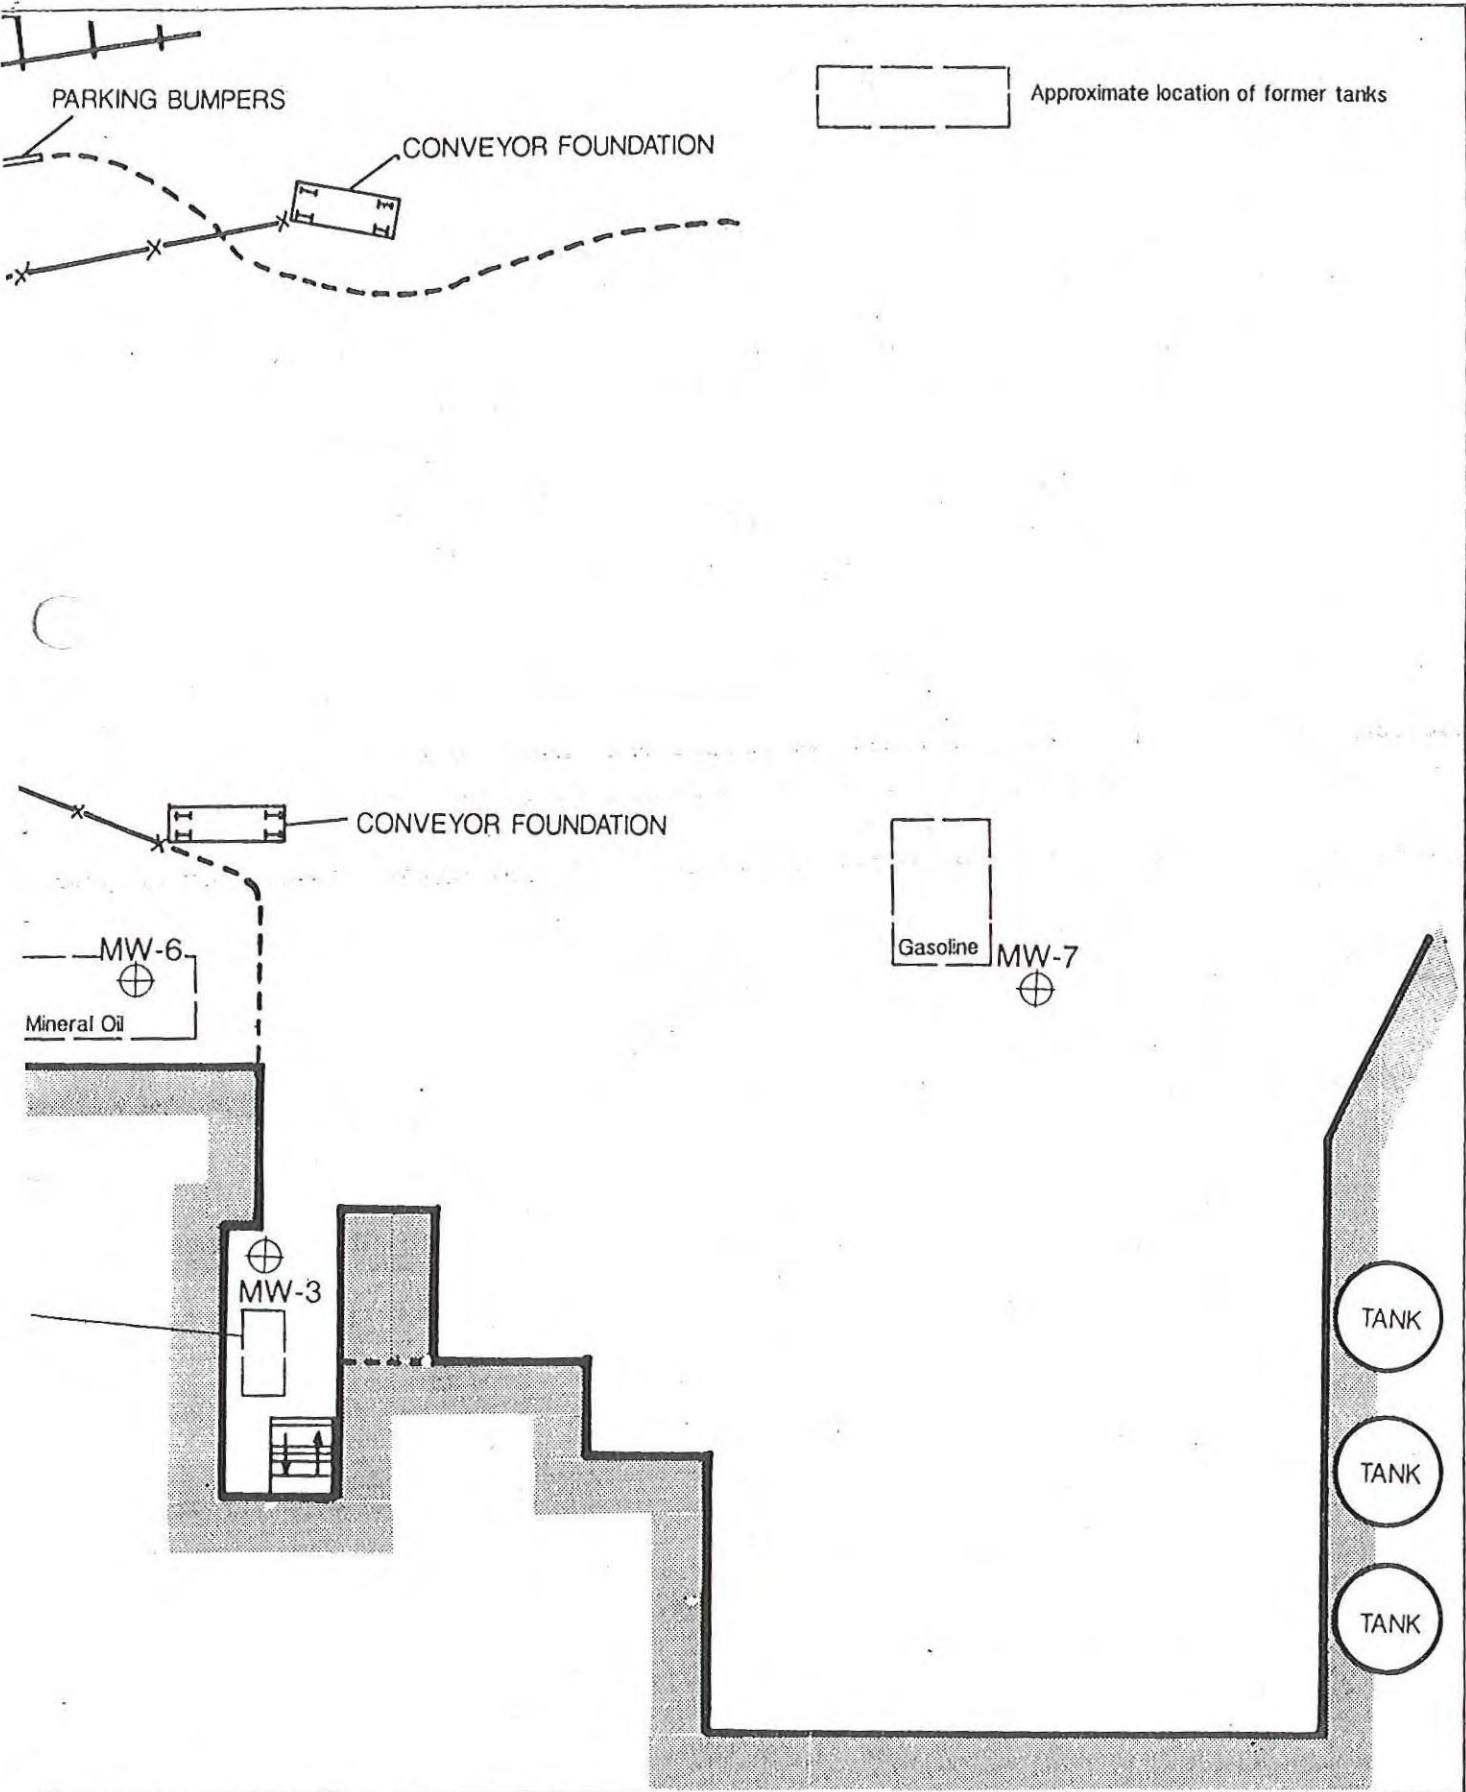 PARKING BUMPERS
Approximate location of former tanks
CONVEYOR FOUNDATION
CONVEYOR FOUNDATION
Gasoline
MW-6
MW-7
Mineral Oil
MW-3
TANK
TANK
TANK